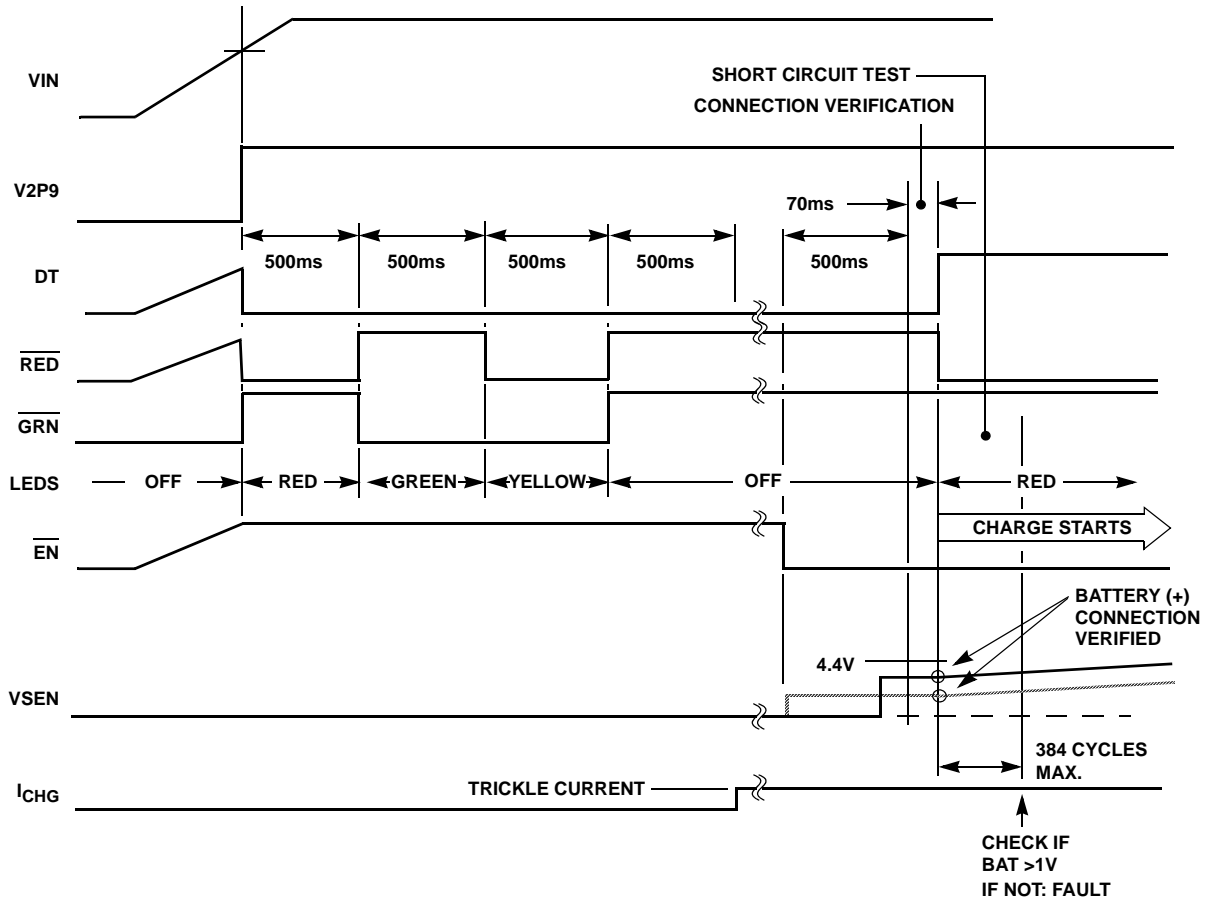 VIN
SHORT CIRCUIT TEST
CONNECTION VERIFICATION
V2P9
70ms
500ms 500ms 500ms 500ms 500ms
DT
RED
GRN
LEDS OFF RED GREEN YELLOW OFF RED
CHARGE STARTS
EN
BATTERY (+)
CONNECTION
VERIFIED
4.4V
VSEN
384 CYCLES
MAX.
ICHG
TRICKLE CURRENT
CHECK IF
BAT >1V
IF NOT: FAULT